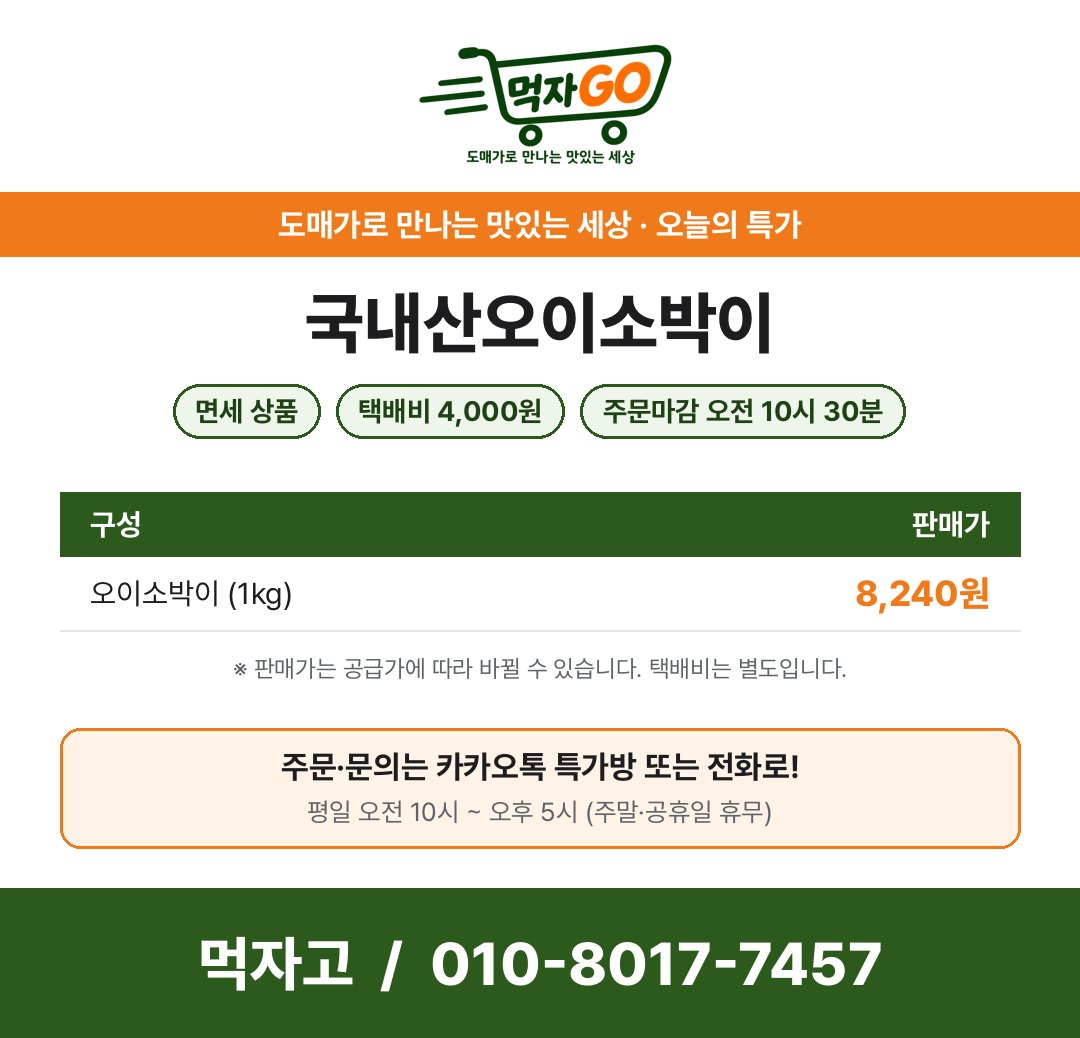 먹자GO
도매가로 만나는 맛있는 세상
도매가로 만나는 맛있는 세상 · 오늘의 특가
국내산오이소박이
면세 상품 택배비 4,000원 주문마감 오전 10시 30분
구성 판매가
오이소박이 (1kg) 8,240원
※ 판매가는 공급가에 따라 바뀔 수 있습니다. 택배비는 별도입니다.
주문·문의는 카카오톡 특가방 또는 전화로!
평일 오전 10시 ~ 오후 5시 (주말·공휴일 휴무)
먹자고 / 010-8017-7457